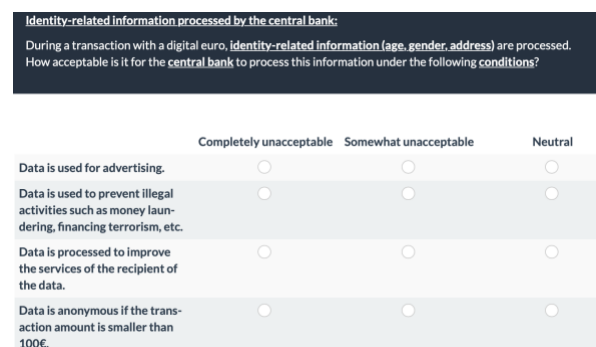 Identity-related information processed by the central bank:
During a transaction with a digital euro, identity-related information (age, gender, address) are processed.
How acceptable is it for the central bank to process this information under the following conditions?
Completely unacceptable Somewhat unacceptable Neutral
Data is used for advertising.
Data is used to prevent illegal
activities such as money laun-
dering, financing terrorism, etc.
Data is processed to improve
the services of the recipient of
the data.
Data is anonymous if the trans-
action amount is smaller than
100€.